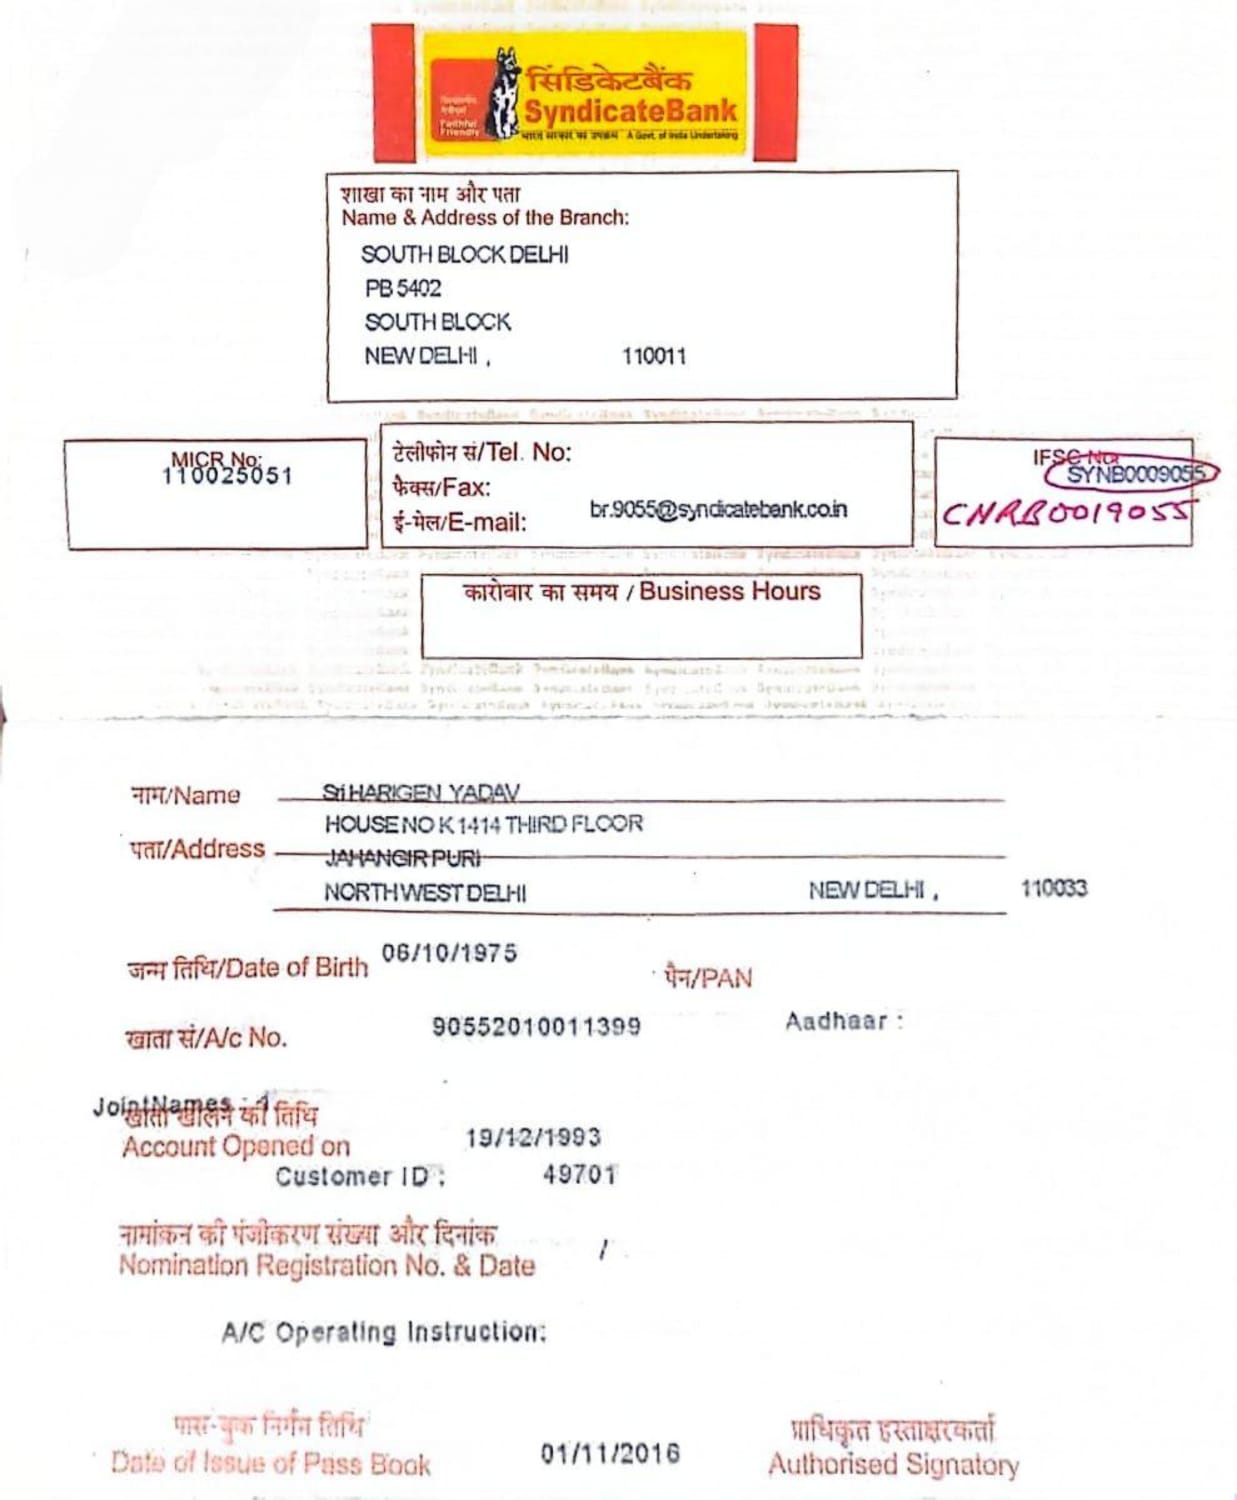 सिंडिकेटबैंक
SyndicateBank
Faithful
Friendly
भारत सरकार का उपक्रम A Govt. of India Undertaking
शाखा का नाम और पता
Name & Address of the Branch:
SOUTH BLOCK DELHI
PB 5402
SOUTH BLOCK
NEW DELHI , 110011
MICR No:
110025051
टेलीफोन सं/Tel. No:
फैक्स/Fax:
ई-मेल/E-mail: br.9055@syndicatebank.co.in
IFSC No:
SYNB0009055
CNRB0019055
कारोबार का समय / Business Hours
नाम/Name Sri HARIGEN YADAV
HOUSE NO K 1414 THIRD FLOOR
पता/Address JAHANGIR PURI
NORTH WEST DELHI NEW DELHI , 110033
जन्म तिथि/Date of Birth 06/10/1975
पैन/PAN
खाता सं/A/c No. 90552010011399 Aadhaar :
Joint Names : 1
खाता खोलने की तिथि
Account Opened on 19/12/1993
Customer ID : 49701
नामांकन की पंजीकरण संख्या और दिनांक
Nomination Registration No. & Date /
A/C Operating Instruction:
पास-बुक निर्गम तिथि
Date of Issue of Pass Book 01/11/2016
प्राधिकृत हस्ताक्षरकर्ता
Authorised Signatory